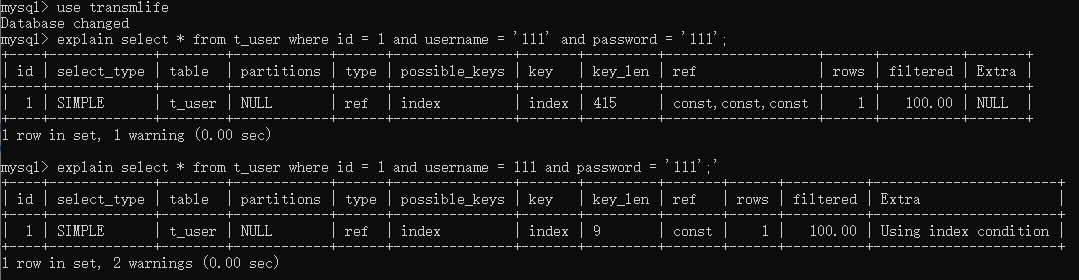 mysql> use transmlife
Database changed
mysql> explain select * from t_user where id = 1 and username = '111' and password = '111';
+----+-------------+--------+------------+------+---------------+-------+---------+-------------------+------+----------+-------+
| id | select_type | table | partitions | type | possible_keys | key | key_len | ref | rows | filtered | Extra |
+----+-------------+--------+------------+------+---------------+-------+---------+-------------------+------+----------+-------+
| 1 | SIMPLE | t_user | NULL | ref | index | index | 415 | const,const,const | 1 | 100.00 | NULL |
+----+-------------+--------+------------+------+---------------+-------+---------+-------------------+------+----------+-------+
1 row in set, 1 warning (0.00 sec)
mysql> explain select * from t_user where id = 1 and username = 111 and password = '111';'
+----+-------------+--------+------------+------+---------------+-------+---------+-------+------+----------+-----------------------+
| id | select_type | table | partitions | type | possible_keys | key | key_len | ref | rows | filtered | Extra |
+----+-------------+--------+------------+------+---------------+-------+---------+-------+------+----------+-----------------------+
| 1 | SIMPLE | t_user | NULL | ref | index | index | 9 | const | 1 | 100.00 | Using index condition |
+----+-------------+--------+------------+------+---------------+-------+---------+-------+------+----------+-----------------------+
1 row in set, 2 warnings (0.00 sec)